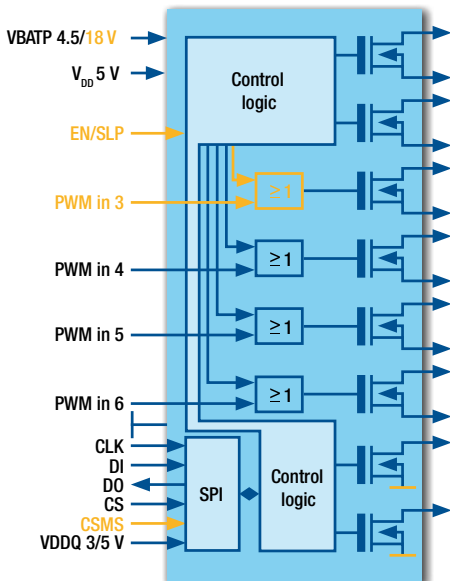 VBATP 4.5/18 V
V_DD 5 V
Control
logic
EN/SLP
PWM in 3
≥1
PWM in 4
≥1
PWM in 5
≥1
PWM in 6
≥1
CLK
DI
DO
CS
CSMS
VDDQ 3/5 V
SPI
Control
logic